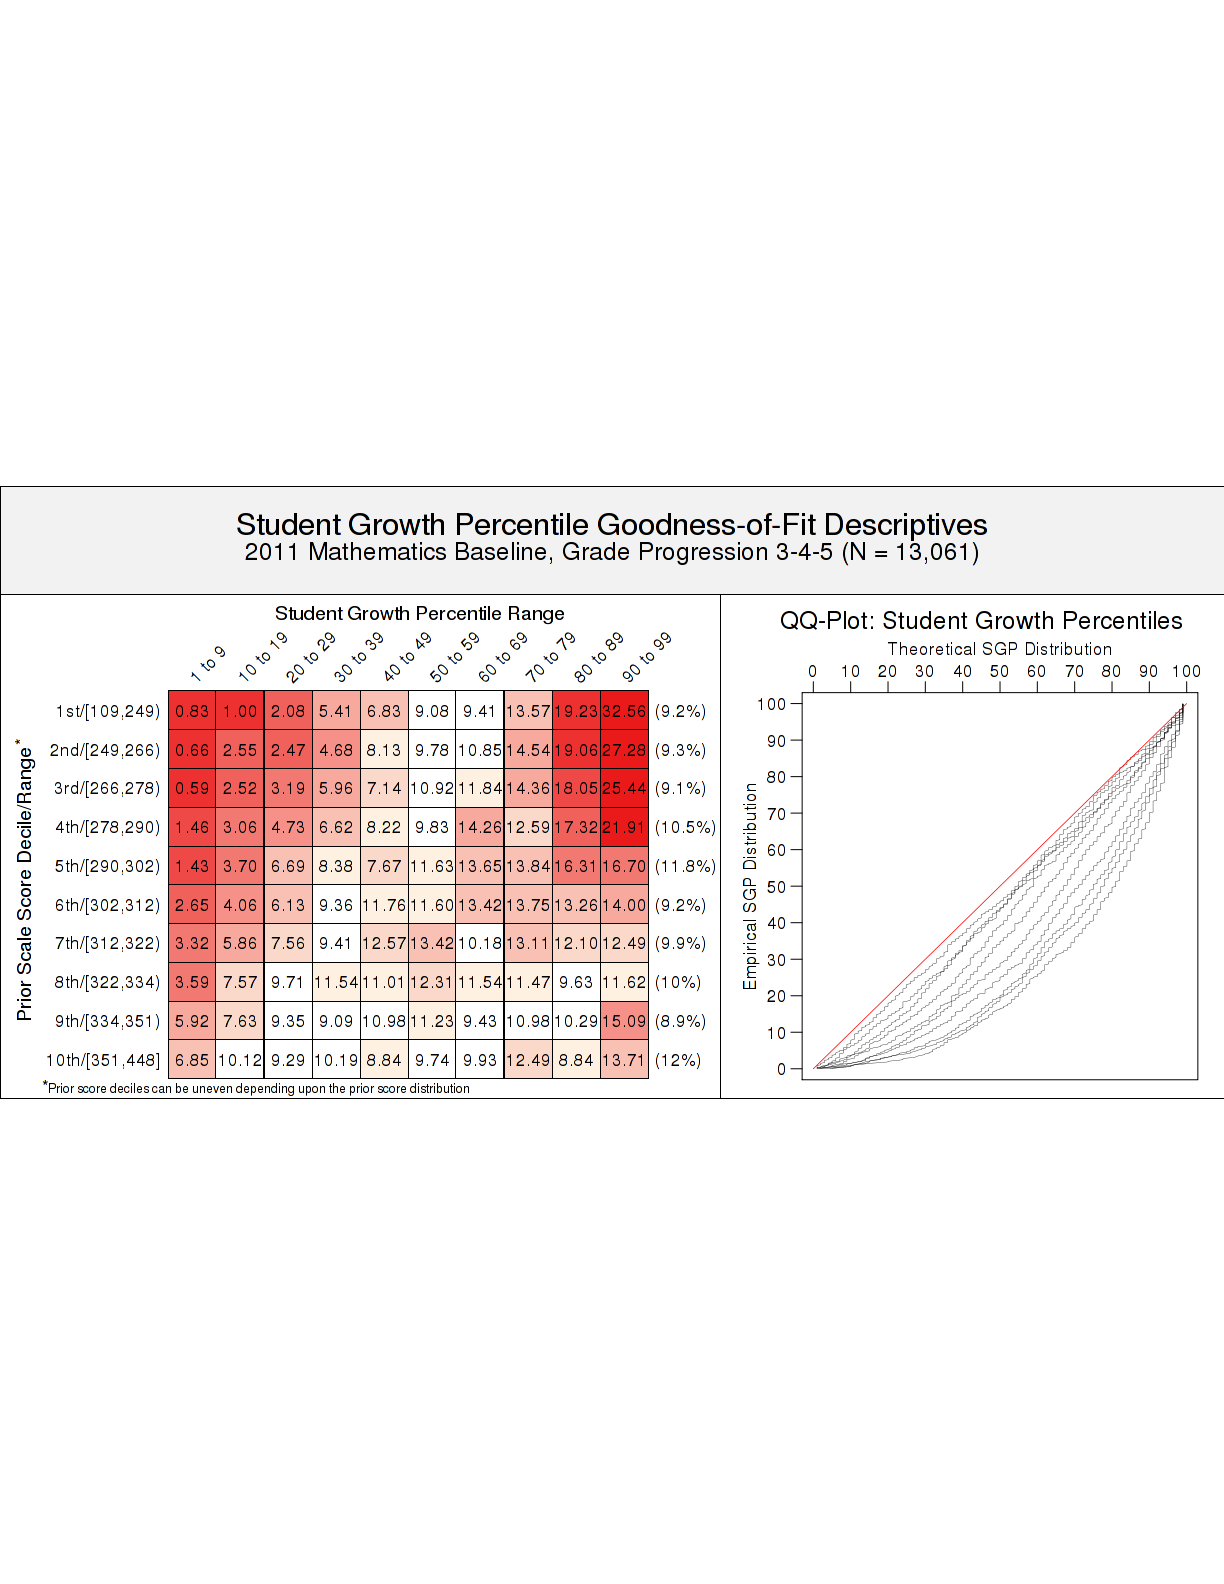 Student Growth Percentile Goodness-of-Fit Descriptives
2011 Mathematics Baseline, Grade Progression 3-4-5 (N = 13,061)
Student Growth Percentile Range
1 to 9 10 to 19 20 to 29 30 to 39 40 to 49 50 to 59 60 to 69 70 to 79 80 to 89 90 to 99
Prior Scale Score Decile/Range*
1st/[109,249) 0.83 1.00 2.08 5.41 6.83 9.08 9.41 13.57 19.23 32.56 (9.2%)
2nd/[249,266) 0.66 2.55 2.47 4.68 8.13 9.78 10.85 14.54 19.06 27.28 (9.3%)
3rd/[266,278) 0.59 2.52 3.19 5.96 7.14 10.92 11.84 14.36 18.05 25.44 (9.1%)
4th/[278,290) 1.46 3.06 4.73 6.62 8.22 9.83 14.26 12.59 17.32 21.91 (10.5%)
5th/[290,302) 1.43 3.70 6.69 8.38 7.67 11.63 13.65 13.84 16.31 16.70 (11.8%)
6th/[302,312) 2.65 4.06 6.13 9.36 11.76 11.60 13.42 13.75 13.26 14.00 (9.2%)
7th/[312,322) 3.32 5.86 7.56 9.41 12.57 13.42 10.18 13.11 12.10 12.49 (9.9%)
8th/[322,334) 3.59 7.57 9.71 11.54 11.01 12.31 11.54 11.47 9.63 11.62 (10%)
9th/[334,351) 5.92 7.63 9.35 9.09 10.98 11.23 9.43 10.98 10.29 15.09 (8.9%)
10th/[351,448] 6.85 10.12 9.29 10.19 8.84 9.74 9.93 12.49 8.84 13.71 (12%)
*Prior score deciles can be uneven depending upon the prior score distribution
QQ-Plot: Student Growth Percentiles
Theoretical SGP Distribution
0 10 20 30 40 50 60 70 80 90 100
Empirical SGP Distribution
100
90
80
70
60
50
40
30
20
10
0